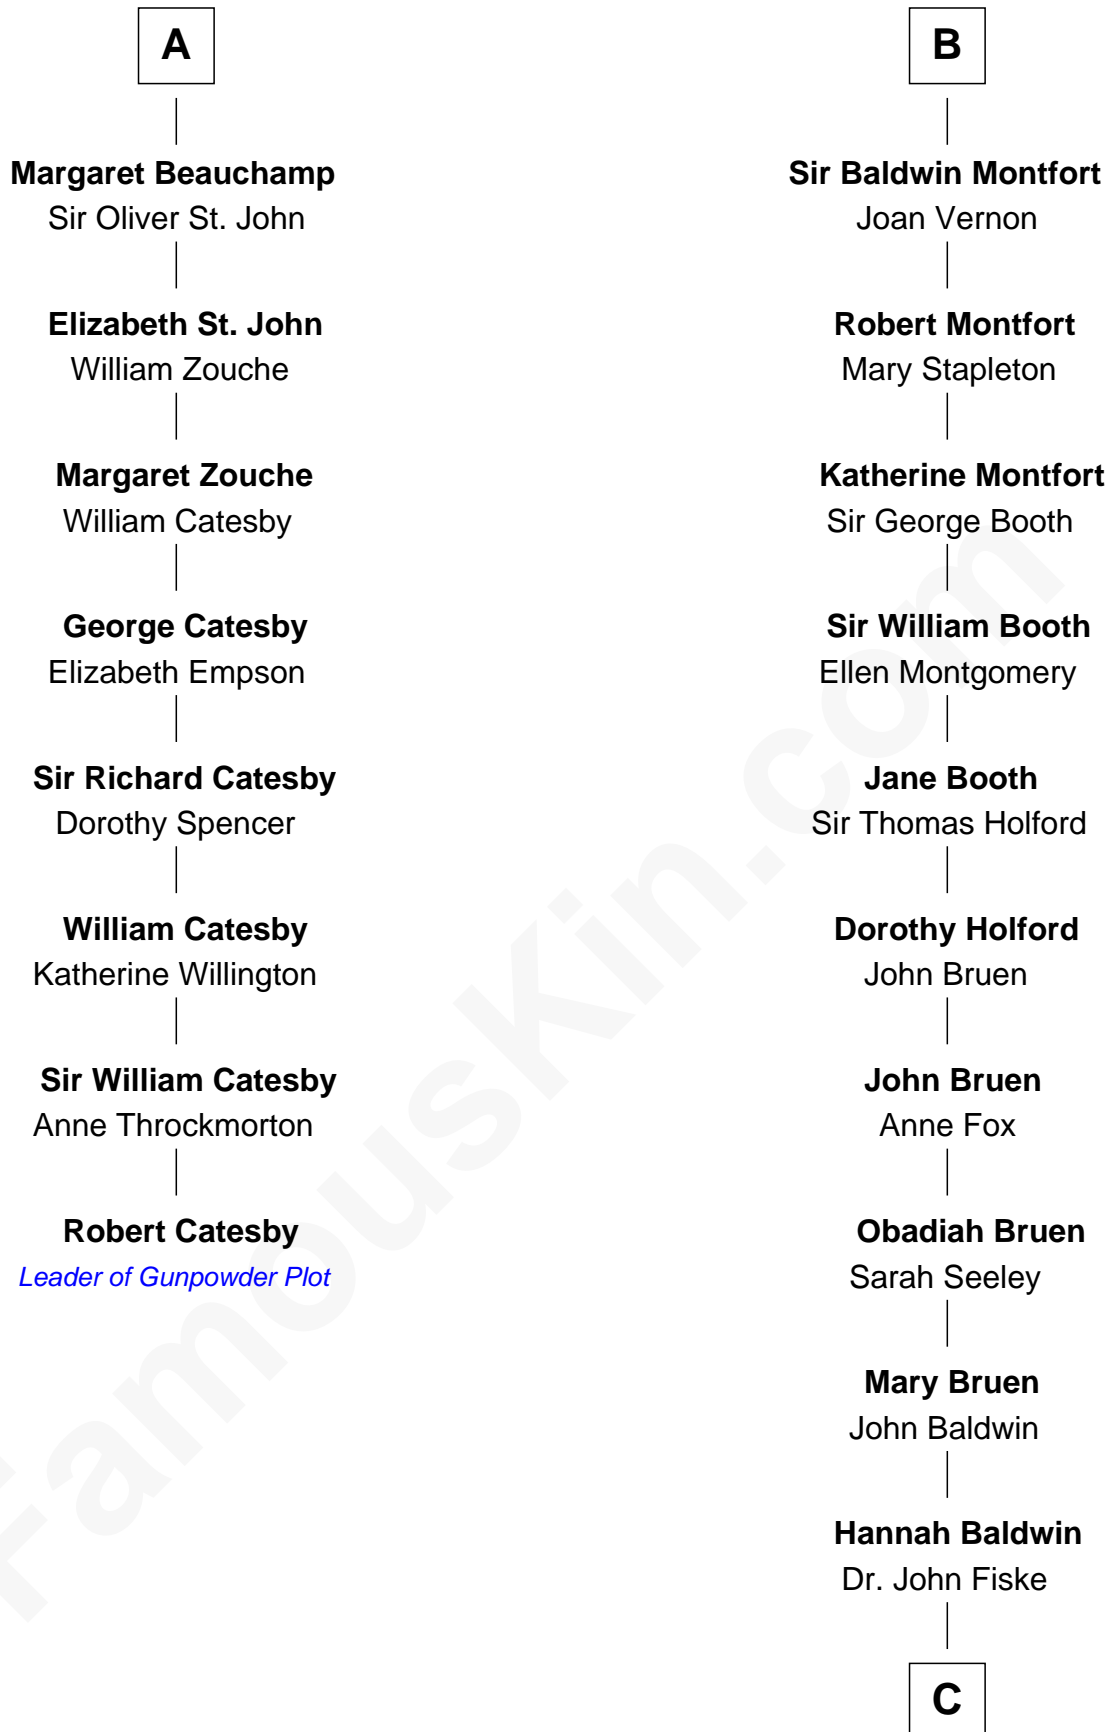 A
Margaret Beauchamp
Sir Oliver St. John
Elizabeth St. John
William Zouche
Margaret Zouche
William Catesby
George Catesby
Elizabeth Empson
Sir Richard Catesby
Dorothy Spencer
William Catesby
Katherine Willington
Sir William Catesby
Anne Throckmorton
Robert Catesby
Leader of Gunpowder Plot
B
Sir Baldwin Montfort
Joan Vernon
Robert Montfort
Mary Stapleton
Katherine Montfort
Sir George Booth
Sir William Booth
Ellen Montgomery
Jane Booth
Sir Thomas Holford
Dorothy Holford
John Bruen
John Bruen
Anne Fox
Obadiah Bruen
Sarah Seeley
Mary Bruen
John Baldwin
Hannah Baldwin
Dr. John Fiske
C
FamousKin.com